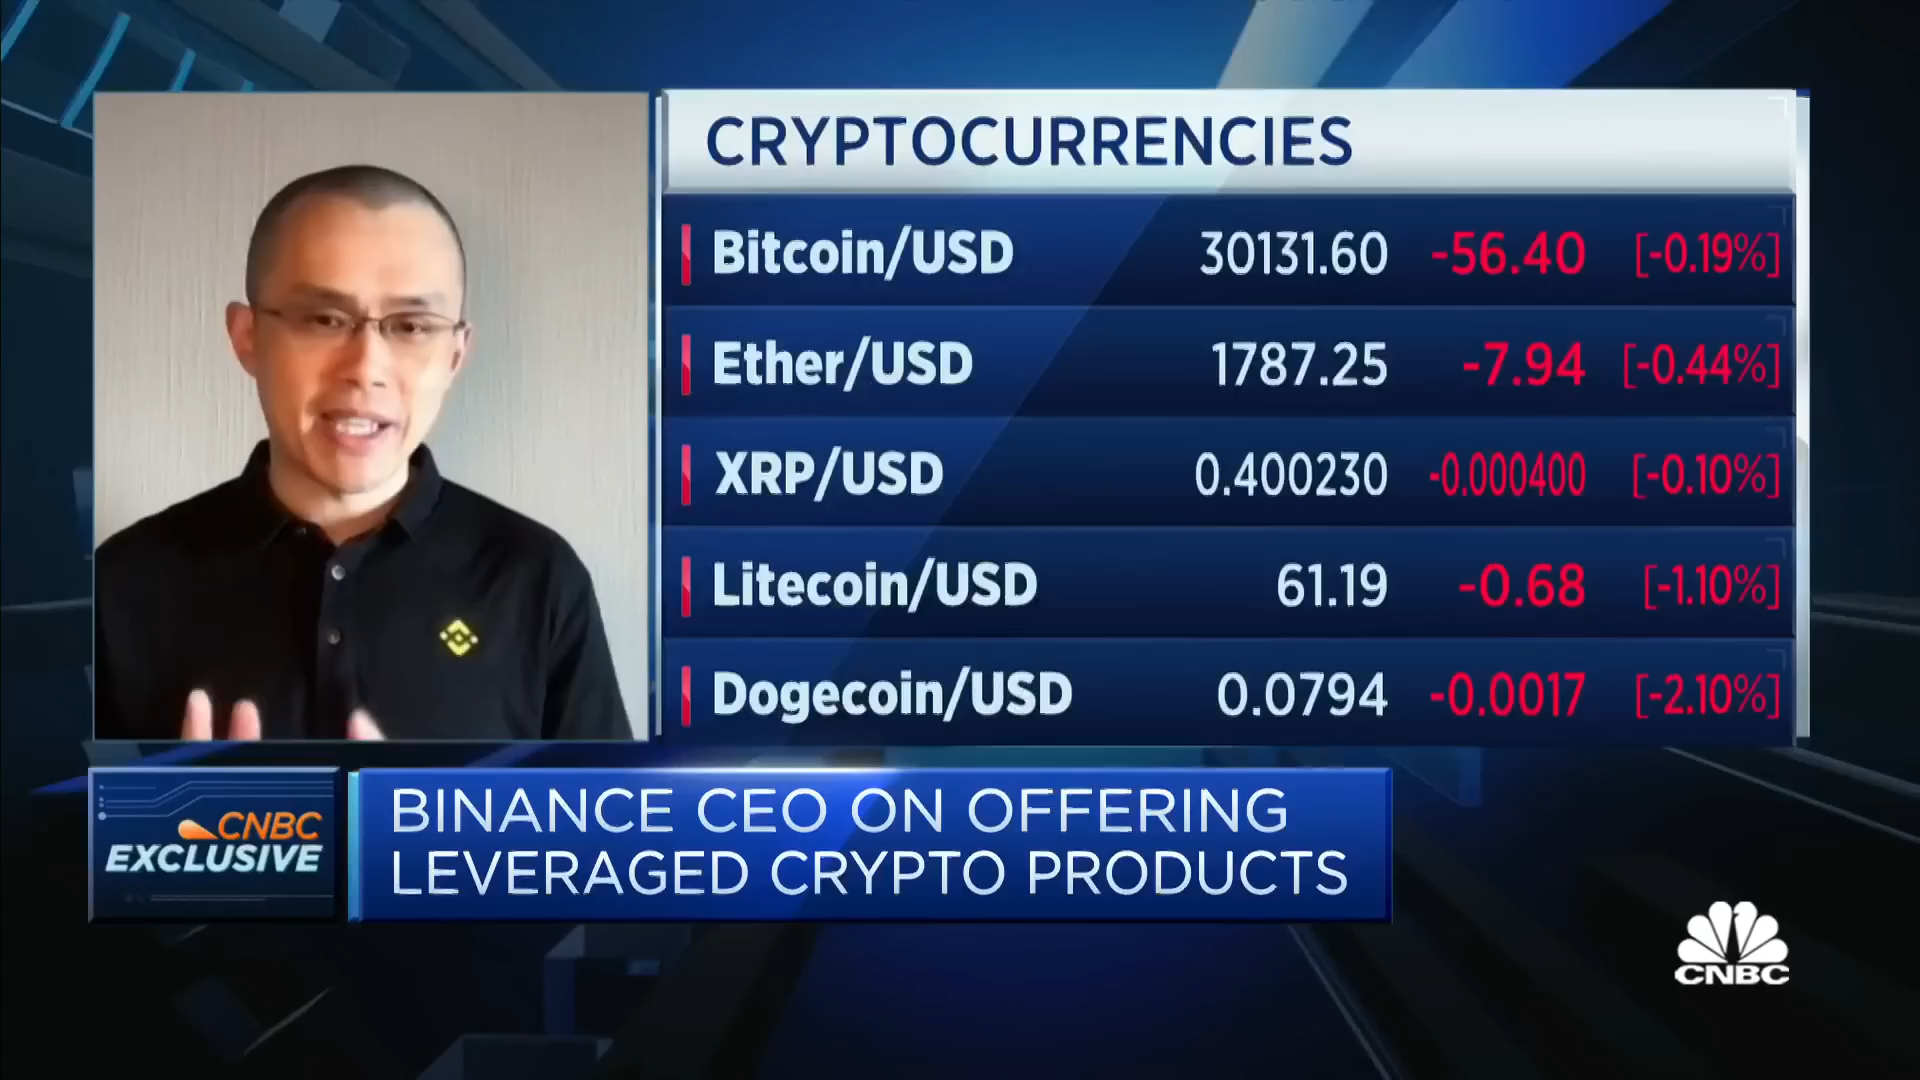 CRYPTOCURRENCIES
Bitcoin/USD 30131.60 -56.40 [-0.19%]
Ether/USD 1787.25 -7.94 [-0.44%]
XRP/USD 0.400230 -0.000400 [-0.10%]
Litecoin/USD 61.19 -0.68 [-1.10%]
Dogecoin/USD 0.0794 -0.0017 [-2.10%]
CNBC
EXCLUSIVE
BINANCE CEO ON OFFERING
LEVERAGED CRYPTO PRODUCTS
CNBC